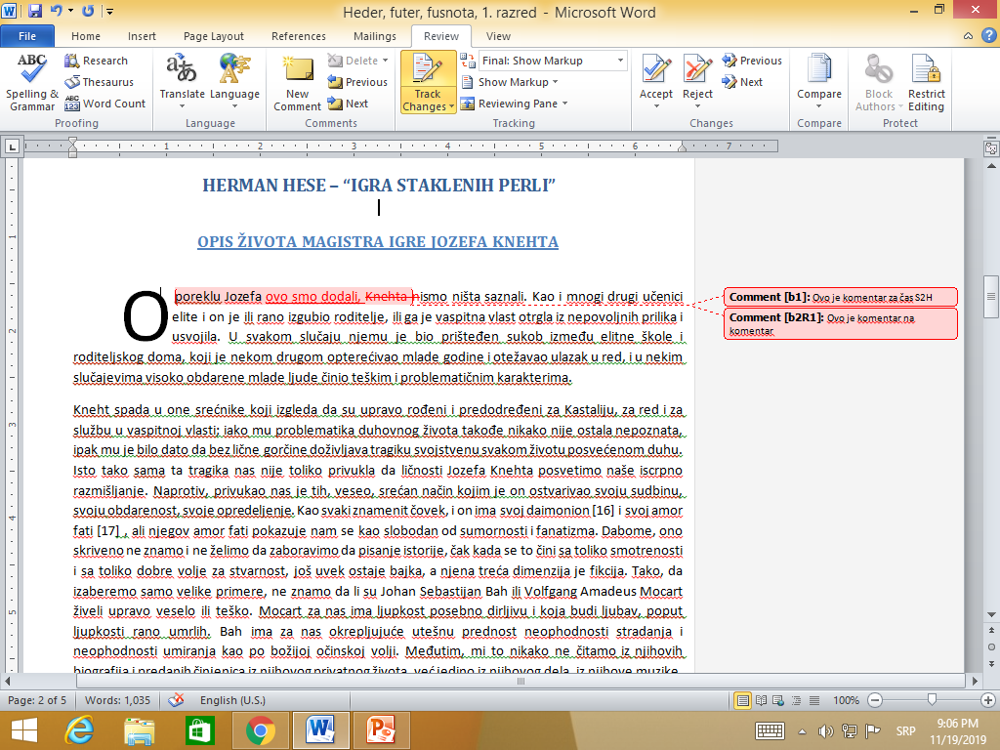 Heder, futer, fusnota, 1. razred - Microsoft Word
File Home Insert Page Layout References Mailings Review View
ABC Spelling & Grammar
Research
Thesaurus
ABC 123 Word Count
Proofing
Translate
Language
Language
New Comment
Delete
Previous
Next
Comments
Track Changes
Final: Show Markup
Show Markup
Reviewing Pane
Tracking
Accept
Reject
Previous
Next
Changes
Compare
Compare
Block Authors
Restrict Editing
Protect
1 2 3 4 5 6 7
HERMAN HESE – “IGRA STAKLENIH PERLI”
OPIS ŽIVOTA MAGISTRA IGRE JOZEFA KNEHTA
O poreklu Jozefa ovo smo dodali, Knehta nismo ništa saznali. Kao i mnogi drugi učenici
elite i on je ili rano izgubio roditelje, ili ga je vaspitna vlast otrgla iz nepovoljnih prilika i
usvojila. U svakom slučaju njemu je bio prišteđen sukob između elitne škole i
roditeljskog doma, koji je nekom drugom opterećivao mlade godine i otežavao ulazak u red, i u nekim
slučajevima visoko obdarene mlade ljude činio teškim i problematičnim karakterima.
Kneht spada u one srećnike koji izgleda da su upravo rođeni i predodređeni za Kastaliju, za red i za
službu u vaspitnoj vlasti; iako mu problematika duhovnog života takođe nikako nije ostala nepoznata,
ipak mu je bilo dato da bez lične gorčine doživljava tragiku svojstvenu svakom životu posvećenom duhu.
Isto tako sama ta tragika nas nije toliko privukla da ličnosti Jozefa Knehta posvetimo naše iscrpno
razmišljanje. Naprotiv, privukao nas je tih, veseo, srećan način kojim je on ostvarivao svoju sudbinu,
svoju obdarenost, svoje opredeljenje. Kao svaki znamenit čovek, i on ima svoj daimonion [16] i svoj amor
fati [17] , ali njegov amor fati pokazuje nam se kao slobodan od sumornosti i fanatizma. Dabome, ono
skriveno ne znamo i ne želimo da zaboravimo da pisanje istorije, čak kada se to čini sa toliko smotrenosti
i sa toliko dobre volje za stvarnost, još uvek ostaje bajka, a njena treća dimenzija je fikcija. Tako, da
izaberemo samo velike primere, ne znamo da li su Johan Sebastijan Bah ili Volfgang Amadeus Mocart
živeli upravo veselo ili teško. Mocart za nas ima ljupkost posebno dirljivu i koja budi ljubav, poput
ljupkosti rano umrlih. Bah ima za nas okrepljujuće utešnu prednost neophodnosti stradanja i
neophodnosti umiranja kao po božijoj očinskoj volji. Međutim, mi to nikako ne čitamo iz njihovih
biografija i predanih činjenica iz njihovog privatnog života, već jedino iz njihovog dela, iz njihove muzike.
Comment [b1]: Ovo je komentar za čas S2H
Comment [b2R1]: Ovo je komentar na
komentar
Page: 2 of 5 Words: 1,035 English (U.S.) 100%
SRP
9:06 PM
11/19/2019